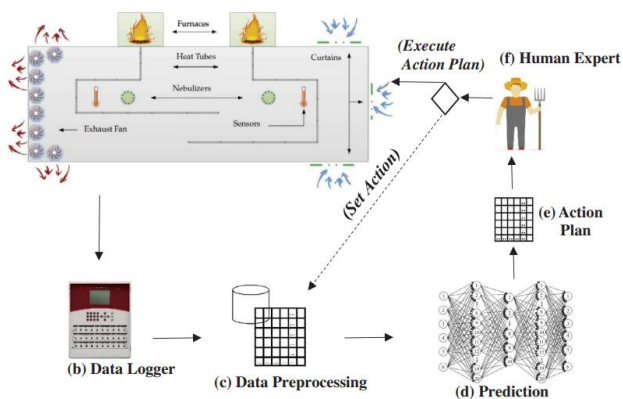 Furnaces
Heat Tubes
Curtains
Nebulizers
Sensors
Exhaust Fan
(Execute
Action Plan)
(f) Human Expert
(Set Action)
(e) Action
Plan
(b) Data Logger
(c) Data Preprocessing
(d) Prediction